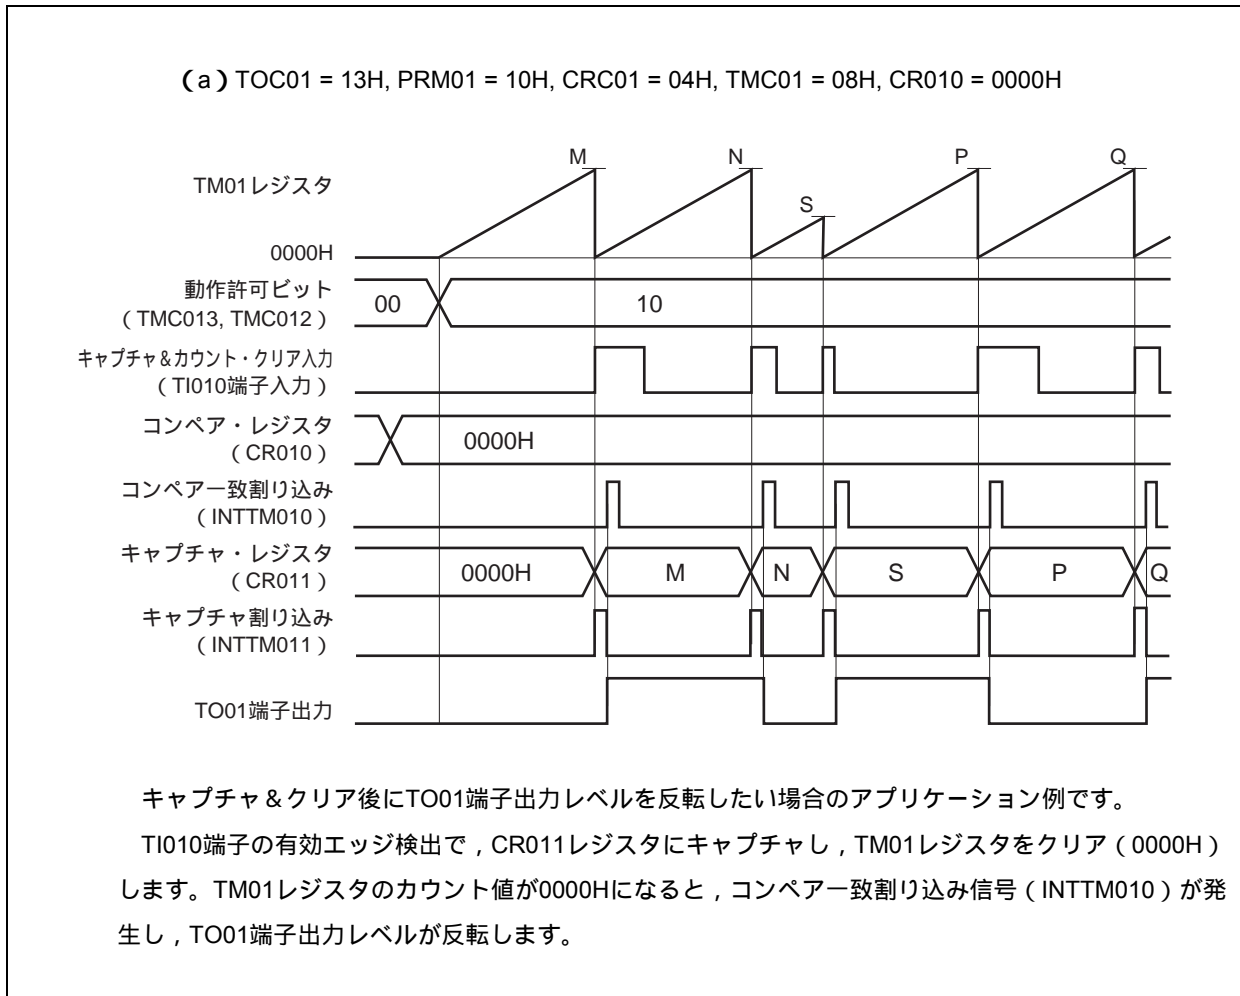 （a）TOC01 = 13H, PRM01 = 10H, CRC01 = 04H, TMC01 = 08H, CR010 = 0000H
M
N
S
P
Q
TM01レジスタ
0000H
動作許可ビット
（TMC013, TMC012）
00
10
キャプチャ＆カウント・クリア入力
（TI010端子入力）
コンペア・レジスタ
（CR010）
0000H
コンペア一致割り込み
（INTTM010）
キャプチャ・レジスタ
（CR011）
0000H
M
N
S
P
Q
キャプチャ割り込み
（INTTM011）
TO01端子出力
キャプチャ＆クリア後にTO01端子出力レベルを反転したい場合のアプリケーション例です。
TI010端子の有効エッジ検出で，CR011レジスタにキャプチャし，TM01レジスタをクリア（0000H）
します。TM01レジスタのカウント値が0000Hになると，コンペア一致割り込み信号（INTTM010）が発
生し，TO01端子出力レベルが反転します。